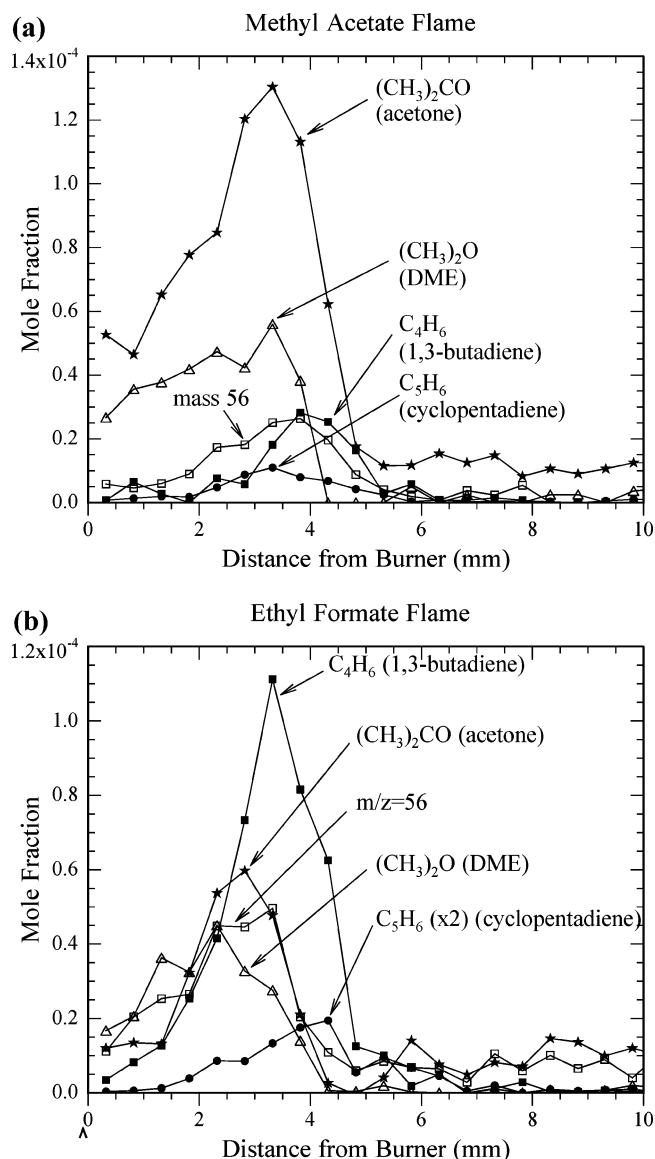 (a)
Methyl Acetate Flame
1.4x10⁻⁴
1.2
1.0
0.8
0.6
0.4
0.2
0.0
Mole Fraction
(CH₃)₂CO
(acetone)
(CH₃)₂O
(DME)
C₄H₆
(1,3-butadiene)
C₅H₆
(cyclopentadiene)
mass 56
0 2 4 6 8 10
Distance from Burner (mm)
(b)
Ethyl Formate Flame
1.2x10⁻⁴
1.0
0.8
0.6
0.4
0.2
0.0
Mole Fraction
C₄H₆ (1,3-butadiene)
(CH₃)₂CO (acetone)
m/z=56
(CH₃)₂O (DME)
C₅H₆ (x2) (cyclopentadiene)
0 2 4 6 8 10
^
Distance from Burner (mm)